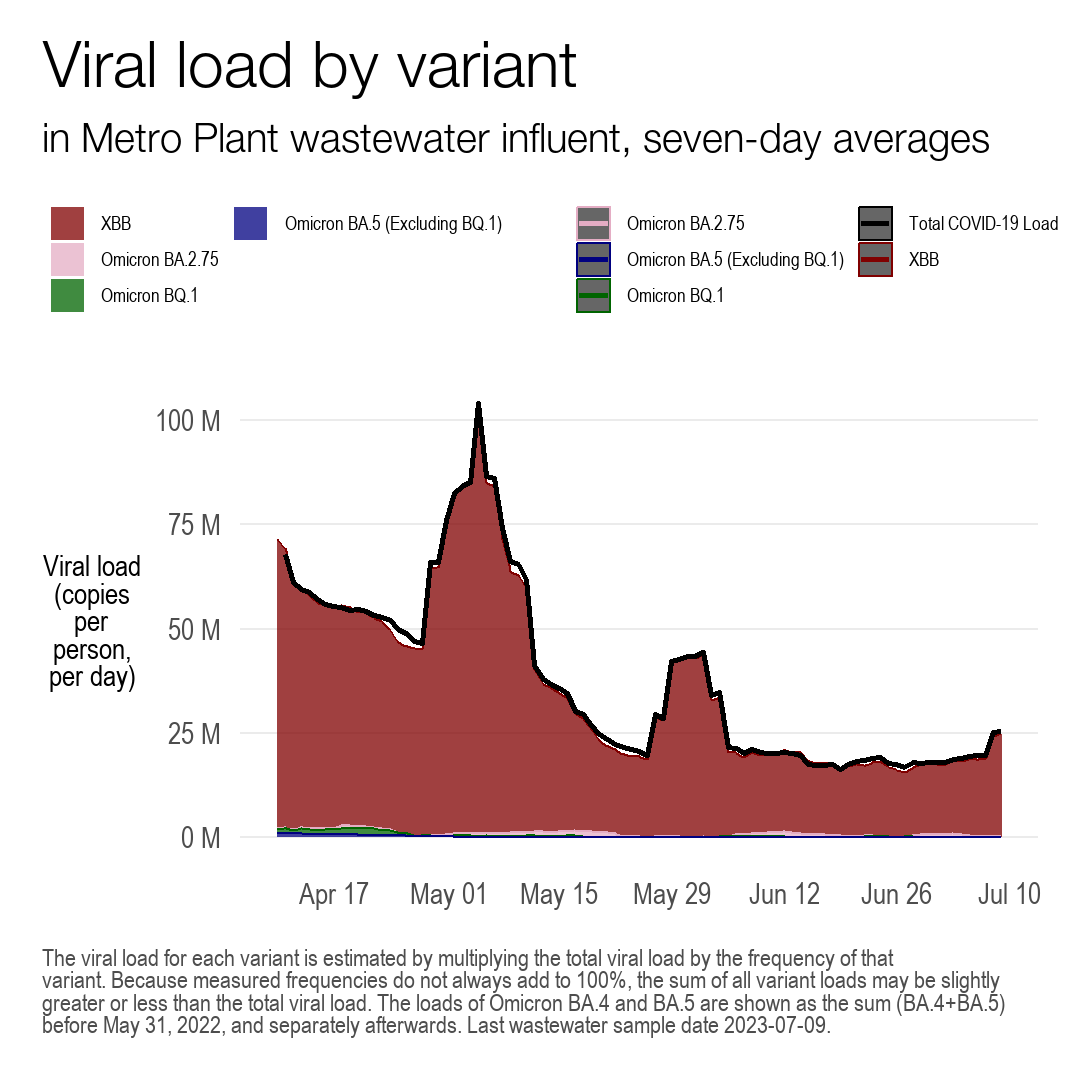 Viral load by variant
in Metro Plant wastewater influent, seven-day averages
XBB
Omicron BA.5 (Excluding BQ.1)
Omicron BA.2.75
Total COVID-19 Load
Omicron BA.2.75
Omicron BA.5 (Excluding BQ.1)
XBB
Omicron BQ.1
Omicron BQ.1
100 M
75 M
50 M
25 M
0 M
Viral load
(copies
per
person,
per day)
Apr 17
May 01
May 15
May 29
Jun 12
Jun 26
Jul 10
The viral load for each variant is estimated by multiplying the total viral load by the frequency of that
variant. Because measured frequencies do not always add to 100%, the sum of all variant loads may be slightly
greater or less than the total viral load. The loads of Omicron BA.4 and BA.5 are shown as the sum (BA.4+BA.5)
before May 31, 2022, and separately afterwards. Last wastewater sample date 2023-07-09.